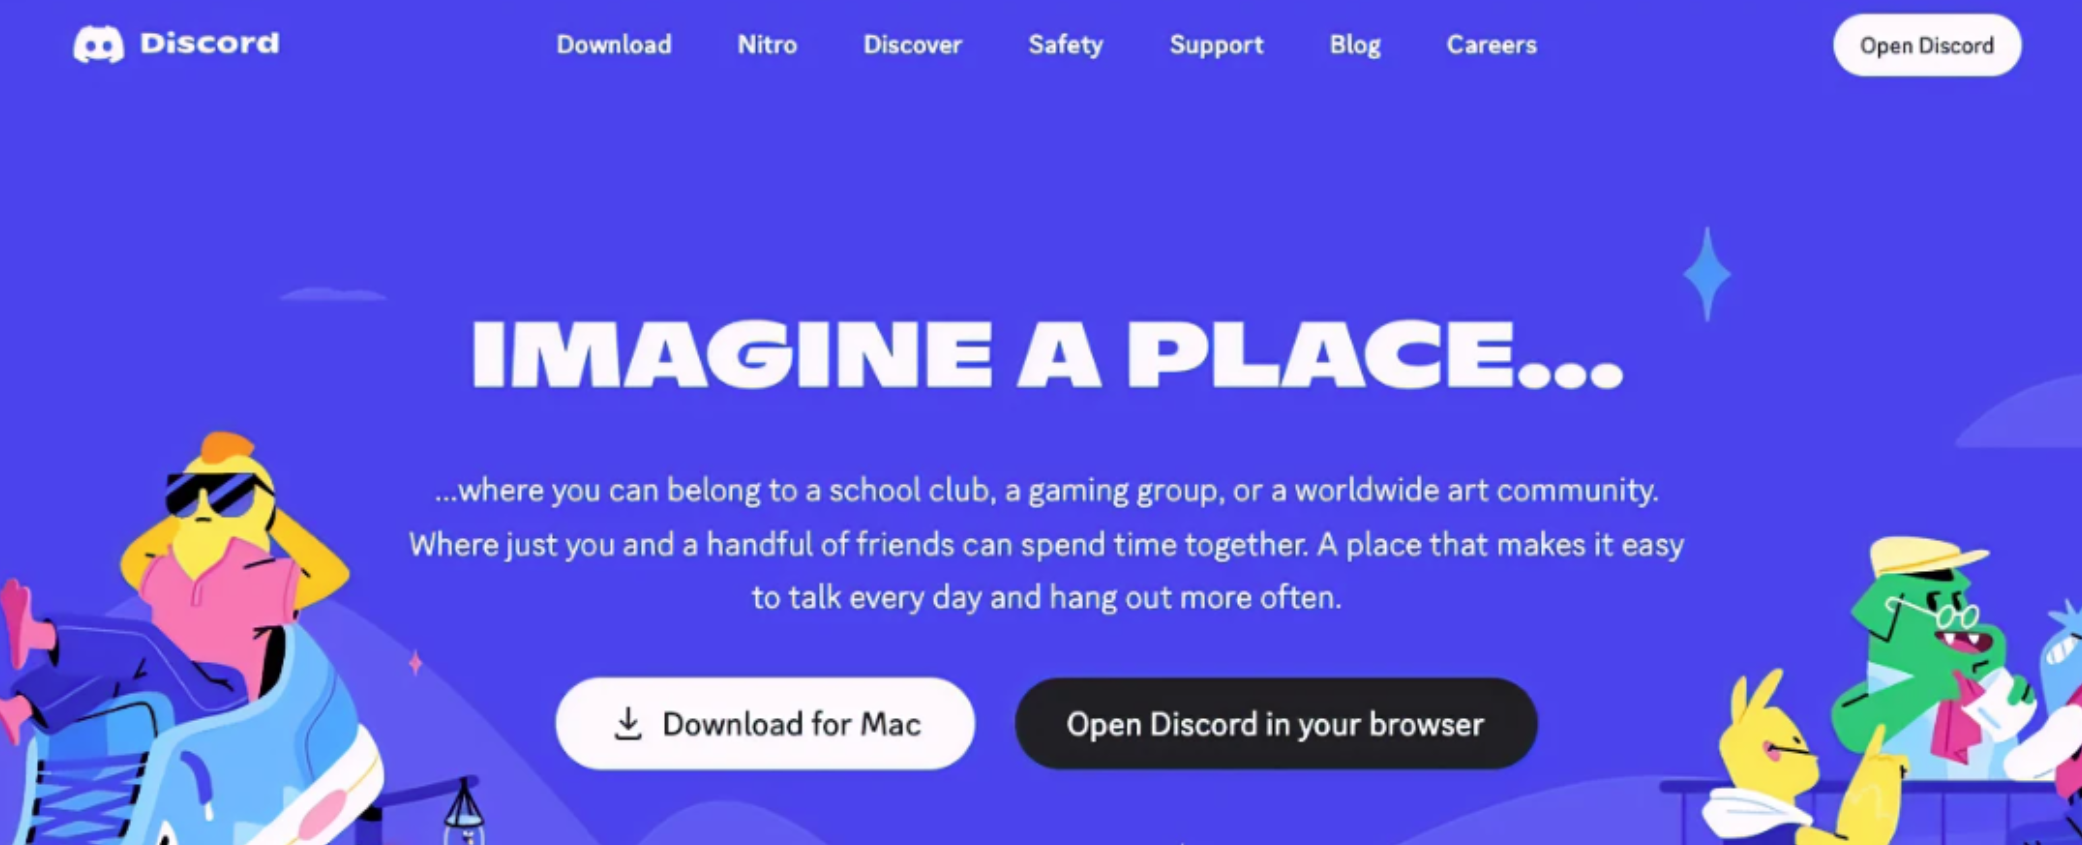 Discord
Download Nitro Discover Safety Support Blog Careers
Open Discord
IMAGINE A PLACE...
...where you can belong to a school club, a gaming group, or a worldwide art community.
Where just you and a handful of friends can spend time together. A place that makes it easy
to talk every day and hang out more often.
Download for Mac
Open Discord in your browser